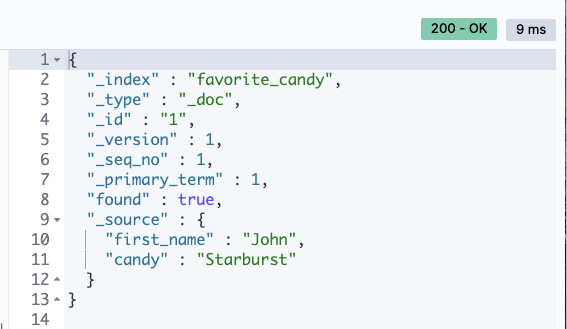 200 - OK 9 ms
1 {
2 "_index" : "favorite_candy",
3 "_type" : "_doc",
4 "_id" : "1",
5 "_version" : 1,
6 "_seq_no" : 1,
7 "_primary_term" : 1,
8 "found" : true,
9 "_source" : {
10 "first_name" : "John",
11 "candy" : "Starburst"
12 }
13 }
14